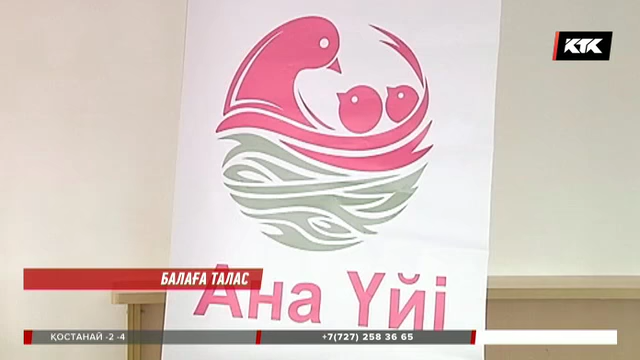 КТК
БАЛАҒА ТАЛАС
Ана Үйі
ҚОСТАНАЙ -2 -4
+7(727) 258 36 65